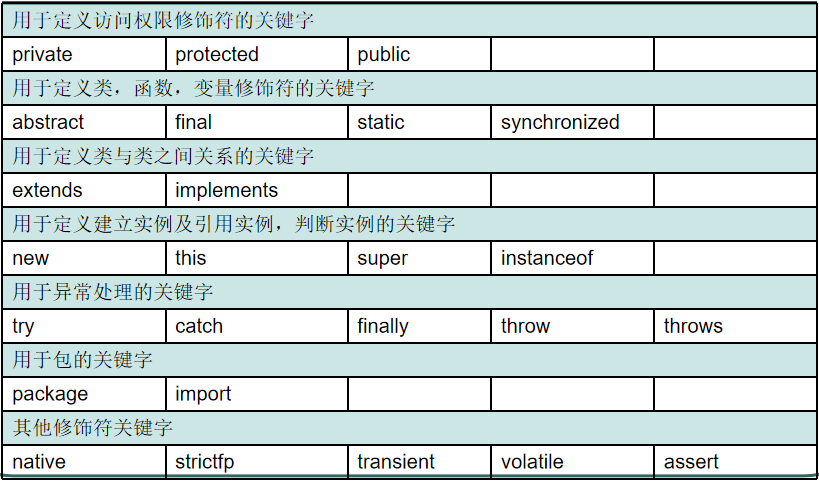 用于定义访问权限修饰符的关键字
private protected public
用于定义类，函数，变量修饰符的关键字
abstract final static synchronized
用于定义类与类之间关系的关键字
extends implements
用于定义建立实例及引用实例，判断实例的关键字
new this super instanceof
用于异常处理的关键字
try catch finally throw throws
用于包的关键字
package import
其他修饰符关键字
native strictfp transient volatile assert